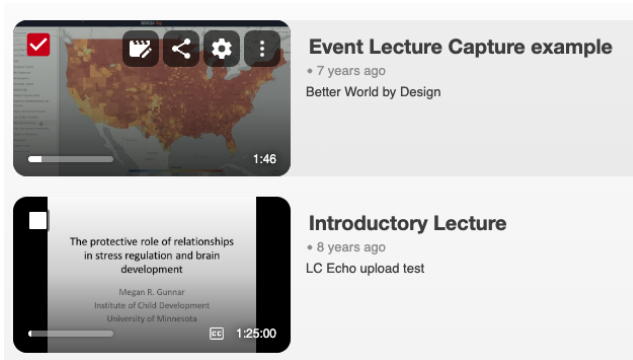 Event Lecture Capture example
• 7 years ago
Better World by Design
1:46
Introductory Lecture
• 8 years ago
LC Echo upload test
The protective role of relationships
in stress regulation and brain
development
Megan R. Gunnar
Institute of Child Development
University of Minnesota
CC 1:25:00